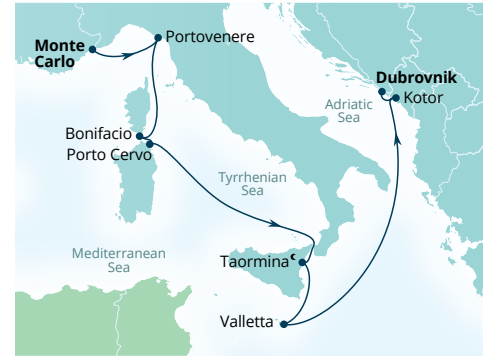 Monte
Carlo
Portovenere
Dubrovnik
Kotor
Adriatic
Sea
Bonifacio
Porto Cervo
Tyrrhenian
Sea
Mediterranean
Sea
Taormina
Valletta